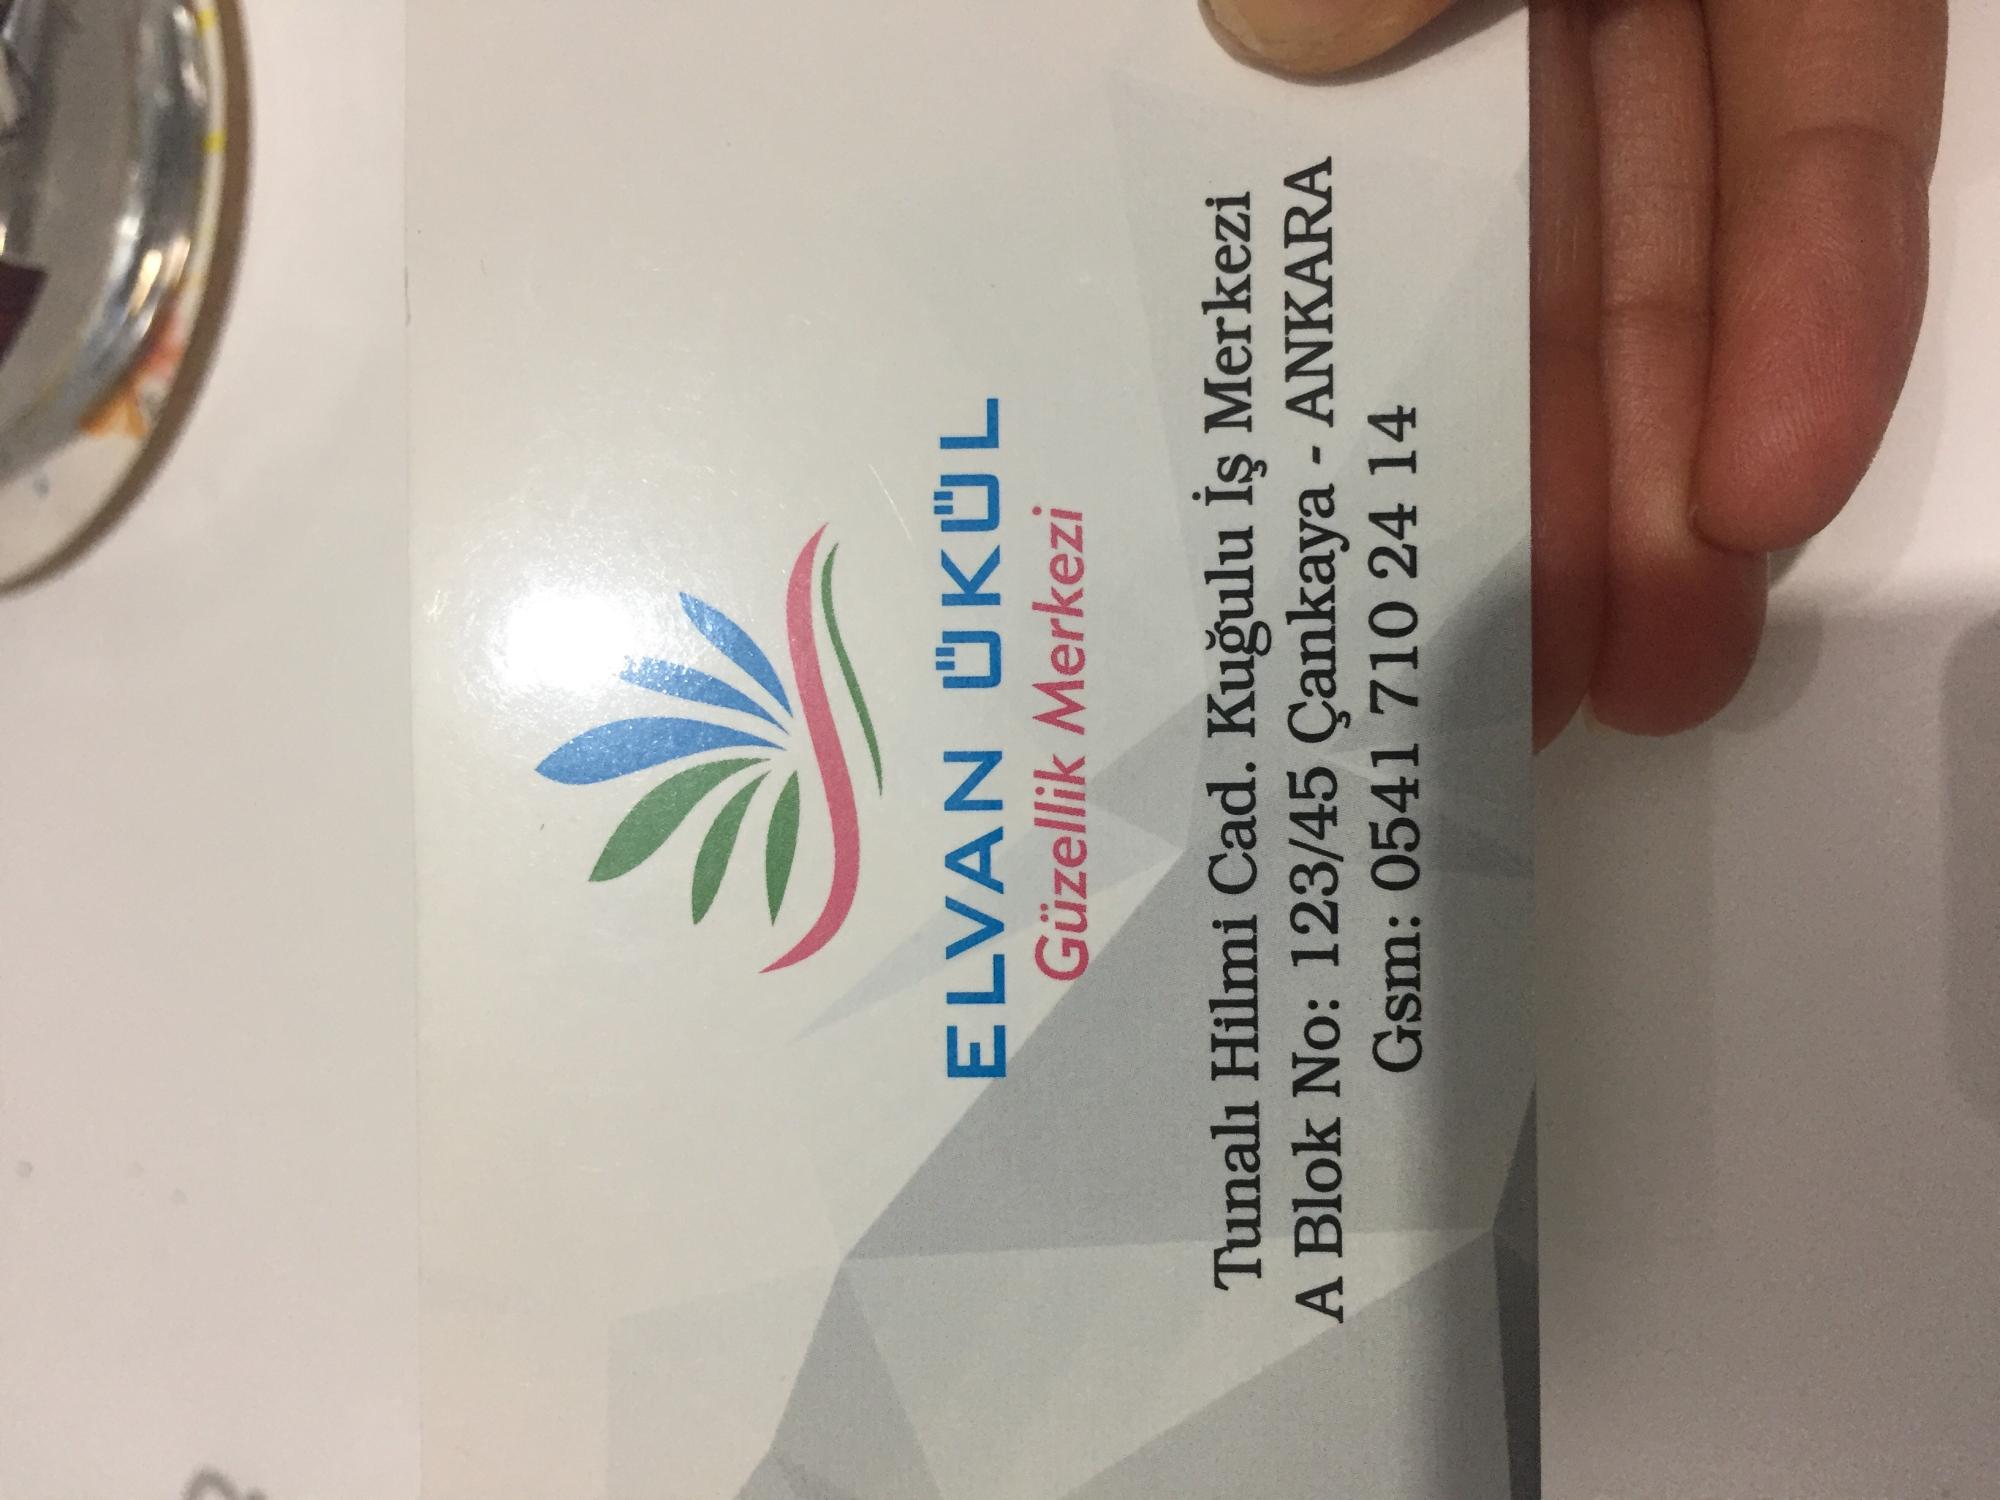 ELVAN ÜKÜL
Güzellik Merkezi
Tunalı Hilmi Cad. Kuğulu İş Merkezi
A Blok No: 123/45 Çankaya - ANKARA
Gsm: 0541 710 24 14